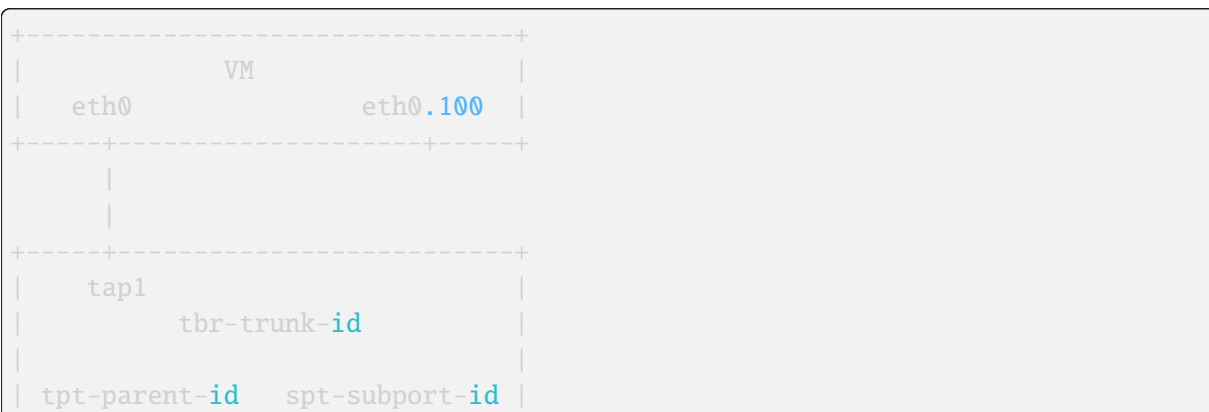 +--------------------------------+
|             VM                 |
|   eth0               eth0.100  |
+-----+--------------------+-----+
      |
      |
+-----+--------------------------+
|    tap1                        |
|          tbr-trunk-id          |
|                                |
| tpt-parent-id   spt-subport-id |